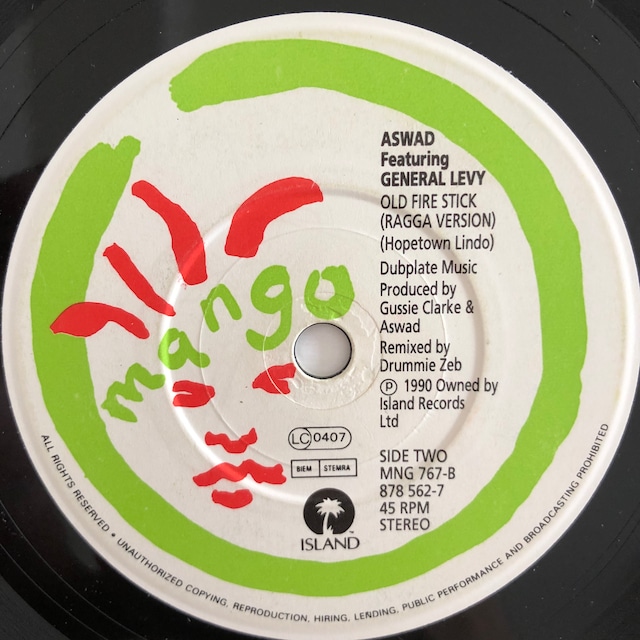 mango
ASWAD
Featuring
GENERAL LEVY
OLD FIRE STICK
(RAGGA VERSION)
(Hopetown Lindo)
Dubplate Music
Produced by
Gussie Clarke &
Aswad
Remixed by
Drummie Zeb
℗ 1990 Owned by
Island Records
Ltd
LC 0407
BIEM STEMRA
SIDE TWO
MNG 767-B
878 562-7
45 RPM
STEREO
ISLAND
ALL RIGHTS RESERVED • UNAUTHORIZED COPYING, REPRODUCTION, HIRING, LENDING, PUBLIC PERFORMANCE AND BROADCASTING PROHIBITED